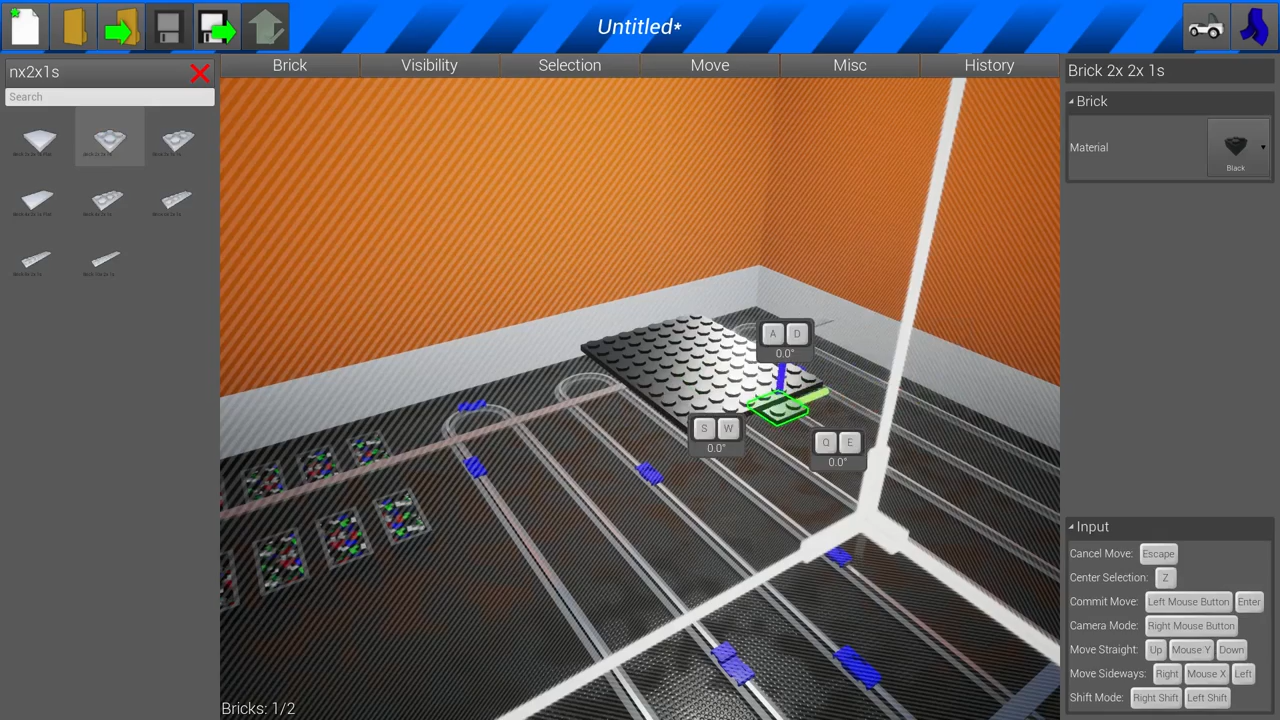 Untitled*
nx2x1s
Search
Brick
Visibility
Selection
Move
Misc
History
Brick 2x 2x 1s
Brick
Material
Black
A D
0.0°
S W
0.0°
Q E
0.0°
Input
Cancel Move: Escape
Center Selection: Z
Commit Move: Left Mouse Button Enter
Camera Mode: Right Mouse Button
Move Straight: Up Mouse Y Down
Move Sideways: Right Mouse X Left
Shift Mode: Right Shift Left Shift
Bricks: 1/2